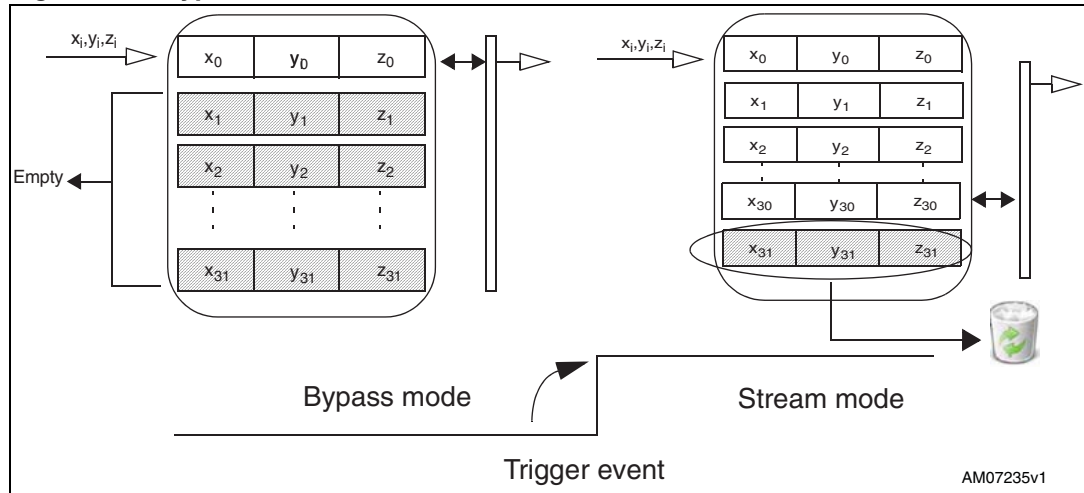 xᵢ,yᵢ,zᵢ
x₀ y₀ z₀
x₁ y₁ z₁
x₂ y₂ z₂
x₃₁ y₃₁ z₃₁
Empty
xᵢ,yᵢ,zᵢ
x₀ y₀ z₀
x₁ y₁ z₁
x₂ y₂ z₂
x₃₀ y₃₀ z₃₀
x₃₁ y₃₁ z₃₁
Bypass mode
Stream mode
Trigger event
AM07235v1